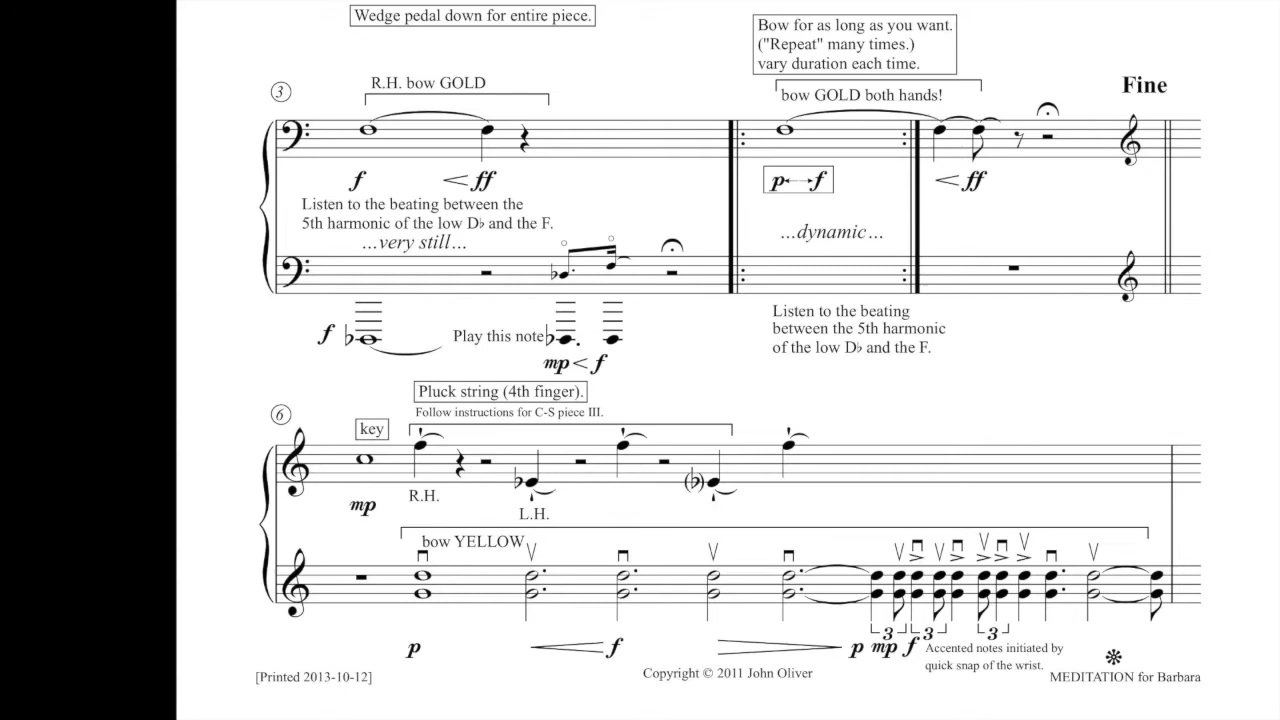 Wedge pedal down for entire piece.
Bow for as long as you want.
("Repeat" many times.)
vary duration each time.
3
R.H. bow GOLD
bow GOLD both hands!
Fine
f
ff
p f
ff
Listen to the beating between the
5th harmonic of the low D♭ and the F.
...very still...
...dynamic...
f
Play this note
mp < f
Listen to the beating
between the 5th harmonic
of the low D♭ and the F.
6
key
Pluck string (4th finger).
Follow instructions for C-S piece III.
mp
R.H.
L.H.
bow YELLOW
3 3 3
p f p mp f
Accented notes initiated by
quick snap of the wrist.
[Printed 2013-10-12]
Copyright © 2011 John Oliver
MEDITATION for Barbara